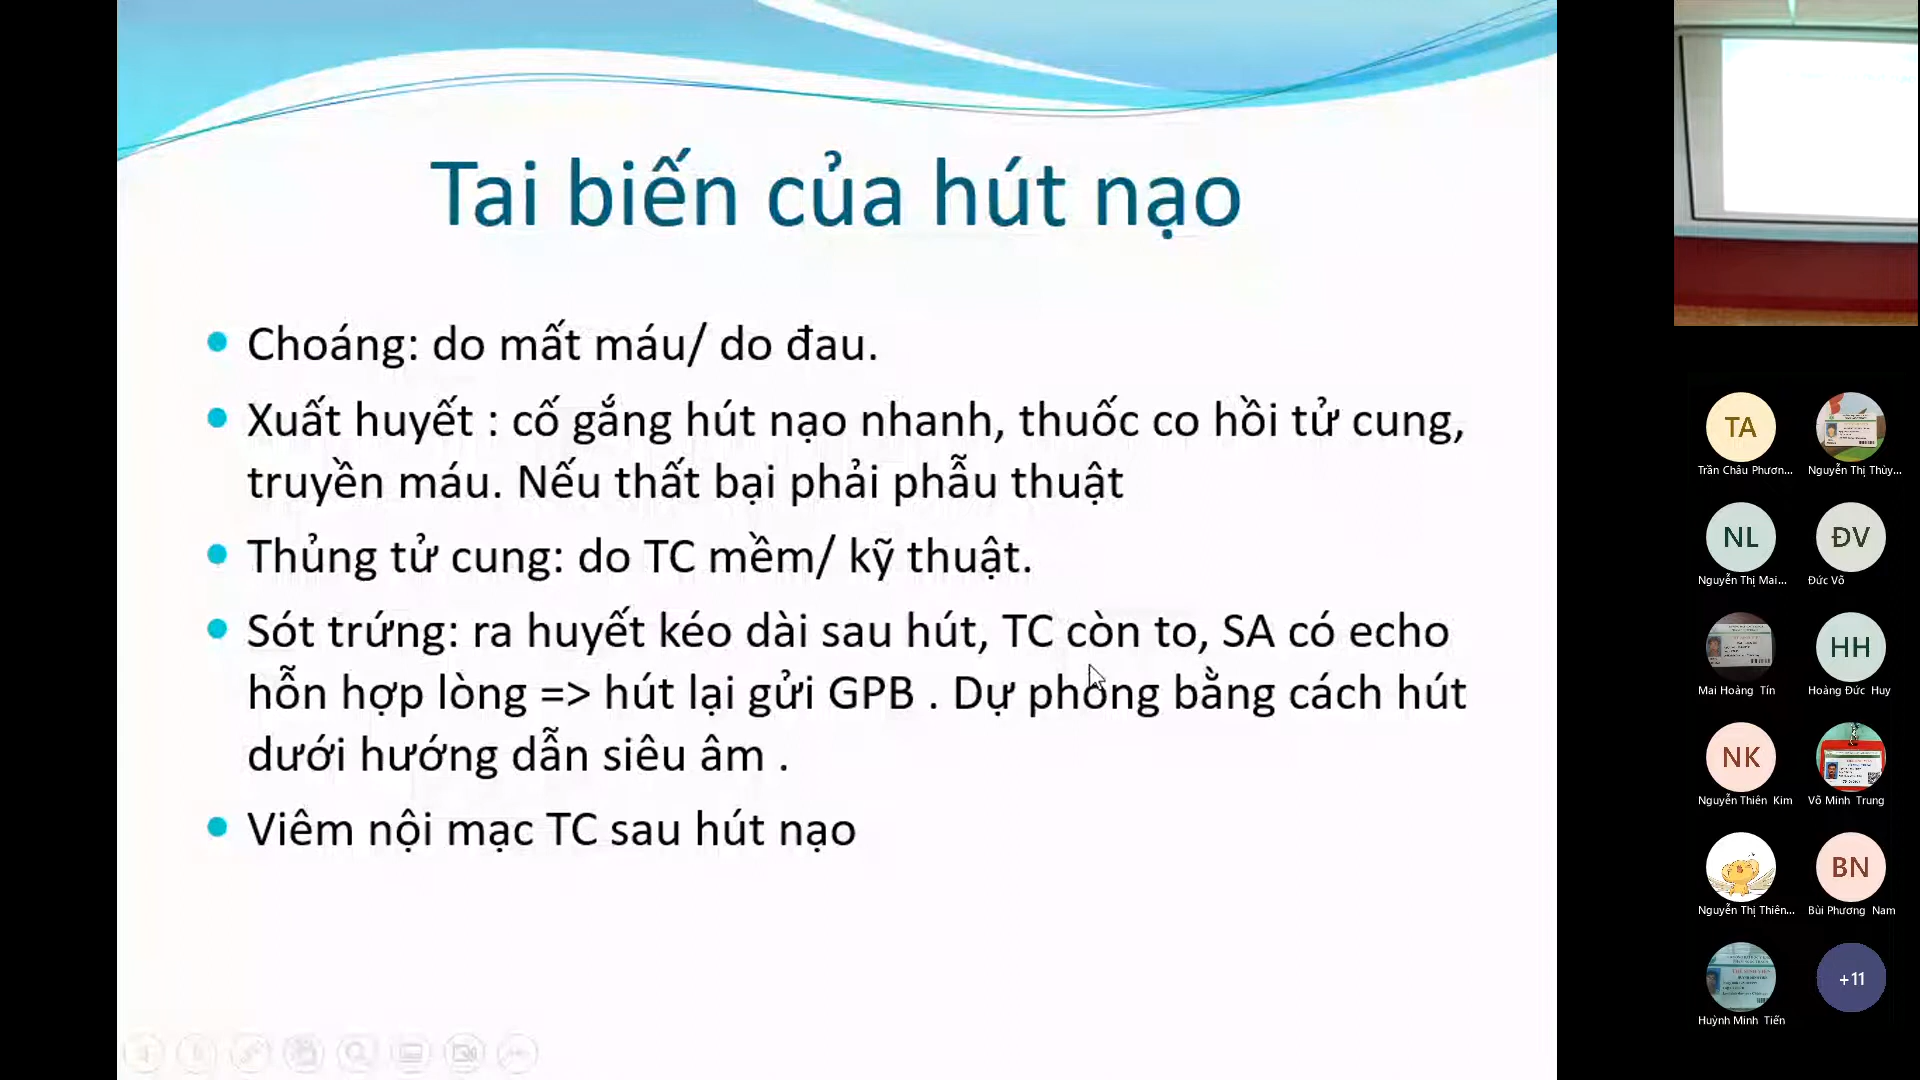 Tai biến của hút nạo
Choáng: do mất máu/ do đau.
Xuất huyết : cố gắng hút nạo nhanh, thuốc co hồi tử cung,
truyền máu. Nếu thất bại phải phẫu thuật
Thủng tử cung: do TC mềm/ kỹ thuật.
Sót trứng: ra huyết kéo dài sau hút, TC còn to, SA có echo
hỗn hợp lòng => hút lại gửi GPB . Dự phòng bằng cách hút
dưới hướng dẫn siêu âm .
Viêm nội mạc TC sau hút nạo
TA
Trần Châu Phươn...
Nguyễn Thị Thùy...
NL
ĐV
Nguyễn Thị Mai...
Đức Võ
HH
Mai Hoàng Tín
Hoàng Đức Huy
NK
Nguyễn Thiên Kim
Võ Minh Trung
BN
Nguyễn Thị Thiên...
Bùi Phương Nam
+11
Huỳnh Minh Tiến